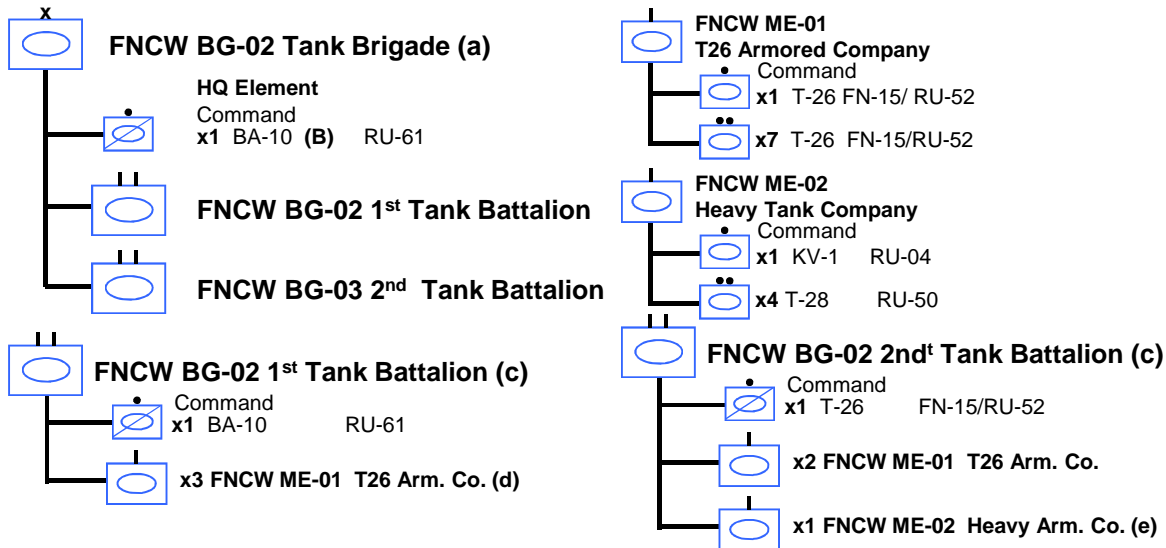 x
FNCW BG-02 Tank Brigade (a)
HQ Element
Command
x1 BA-10 (B) RU-61
FNCW BG-02 1st Tank Battalion
FNCW BG-03 2nd Tank Battalion
FNCW BG-02 1st Tank Battalion (c)
Command
x1 BA-10 RU-61
x3 FNCW ME-01 T26 Arm. Co. (d)
FNCW ME-01
T26 Armored Company
Command
x1 T-26 FN-15/ RU-52
x7 T-26 FN-15/RU-52
FNCW ME-02
Heavy Tank Company
Command
x1 KV-1 RU-04
x4 T-28 RU-50
FNCW BG-02 2ndt Tank Battalion (c)
Command
x1 T-26 FN-15/RU-52
x2 FNCW ME-01 T26 Arm. Co.
x1 FNCW ME-02 Heavy Arm. Co. (e)